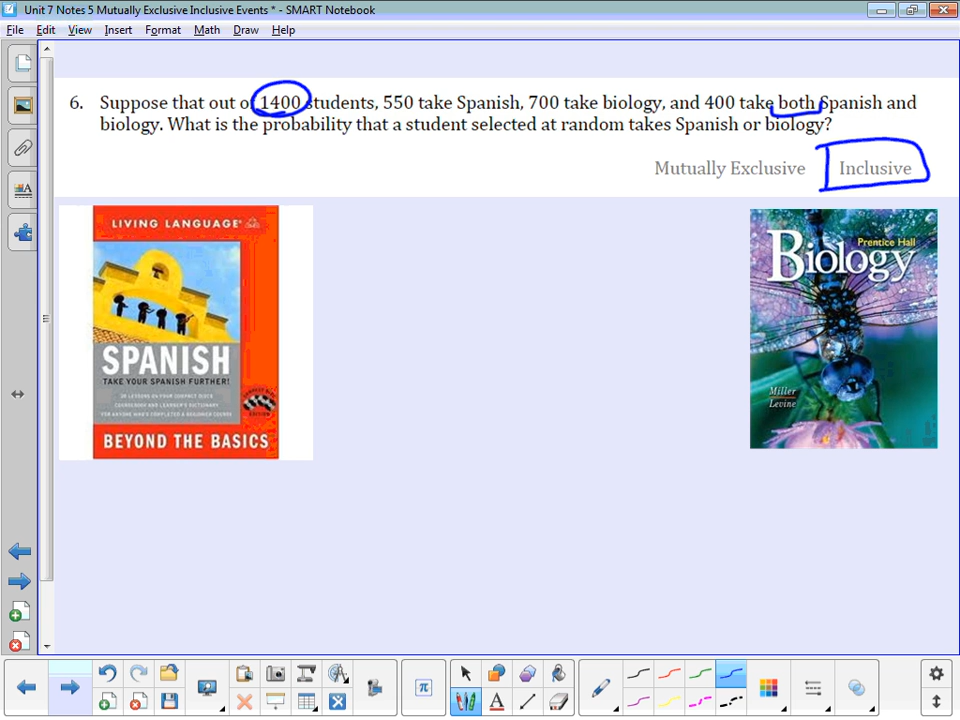 Unit 7 Notes 5 Mutually Exclusive Inclusive Events * - SMART Notebook
File Edit View Insert Format Math Draw Help
6. Suppose that out of 1400 students, 550 take Spanish, 700 take biology, and 400 take both Spanish and
biology. What is the probability that a student selected at random takes Spanish or biology?
Mutually Exclusive Inclusive
LIVING LANGUAGE
SPANISH
TAKE YOUR SPANISH FURTHER!
BEYOND THE BASICS
Prentice Hall
Biology
Miller
Levine